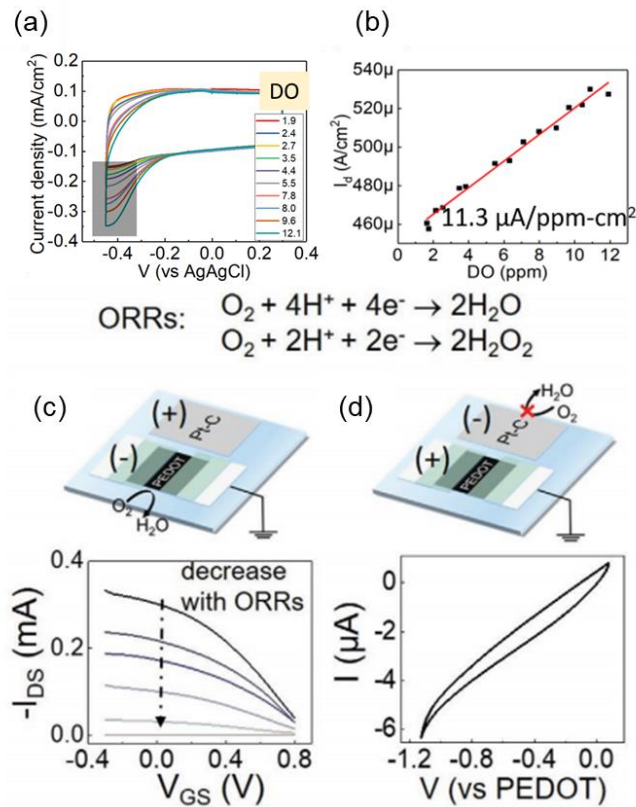 (a)
Current density (mA/cm²)
0.2
0.1
0.0
-0.1
-0.2
-0.3
-0.4
-0.4 -0.2 0.0 0.2 0.4
V (vs AgAgCl)
DO
1.9
2.4
2.7
3.5
4.4
5.5
7.8
8.0
9.6
12.1
(b)
I_d (A/cm²)
540µ
520µ
500µ
480µ
460µ
11.3 µA/ppm-cm²
0 2 4 6 8 10 12 14
DO (ppm)
ORRs: O₂ + 4H⁺ + 4e⁻ → 2H₂O
O₂ + 2H⁺ + 2e⁻ → 2H₂O₂
(c)
(+)
Pt-C
(-)
PEDOT
O₂
H₂O
-I_DS (mA)
0.4
0.2
0.0
decrease
with ORRs
-0.3 0.0 0.4 0.8
V_GS (V)
(d)
H₂O
O₂
(-)
Pt-C
(+)
PEDOT
I (µA)
0
-2
-4
-6
-1.2 -0.8 -0.4 0.0
V (vs PEDOT)